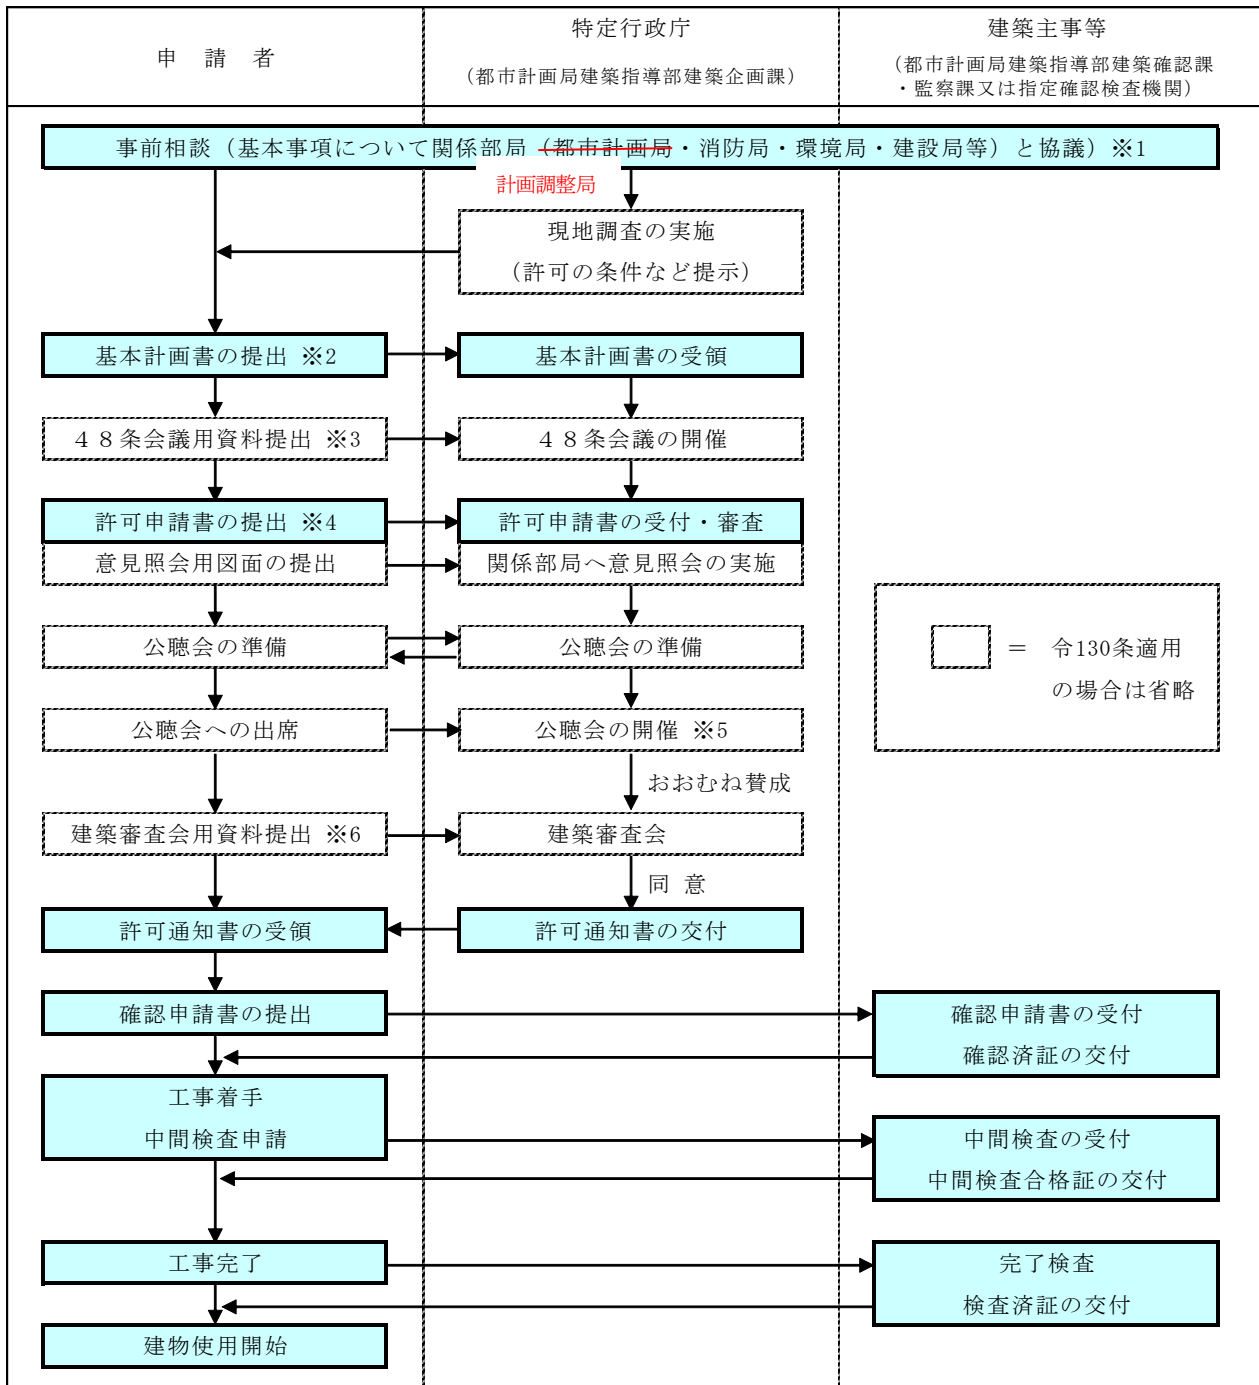 申　請　者
特定行政庁
（都市計画局建築指導部建築企画課）
建築主事等
（都市計画局建築指導部建築確認課
・監察課又は指定確認検査機関）
事前相談（基本事項について関係部局（都市計画局・消防局・環境局・建設局等）と協議）※1
計画調整局
現地調査の実施
（許可の条件など提示）
基本計画書の提出 ※2
基本計画書の受領
４８条会議用資料提出 ※3
４８条会議の開催
許可申請書の提出 ※4
許可申請書の受付・審査
意見照会用図面の提出
関係部局へ意見照会の実施
公聴会の準備
公聴会の準備
＝　令130条適用
の場合は省略
公聴会への出席
公聴会の開催 ※5
おおむね賛成
建築審査会用資料提出 ※6
建築審査会
同 意
許可通知書の受領
許可通知書の交付
確認申請書の提出
確認申請書の受付
確認済証の交付
工事着手
中間検査申請
中間検査の受付
中間検査合格証の交付
工事完了
完了検査
検査済証の交付
建物使用開始